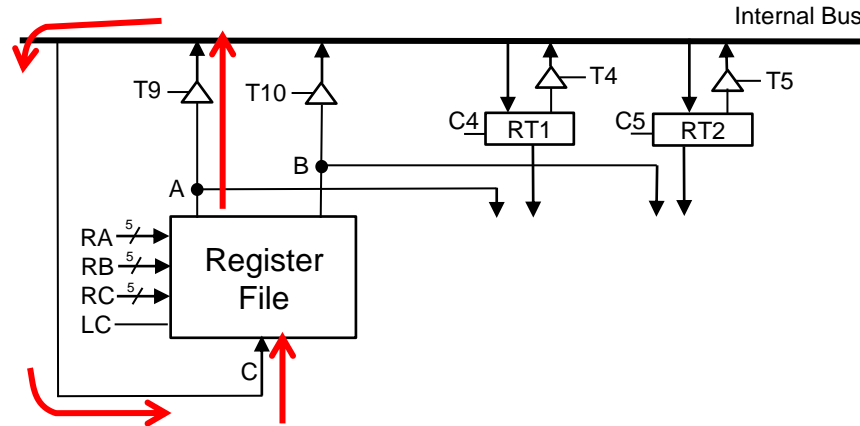 Internal Bus
T9
T10
T4
T5
C4
RT1
C5
RT2
B
A
RA
5
RB
5
RC
5
LC
Register
File
C